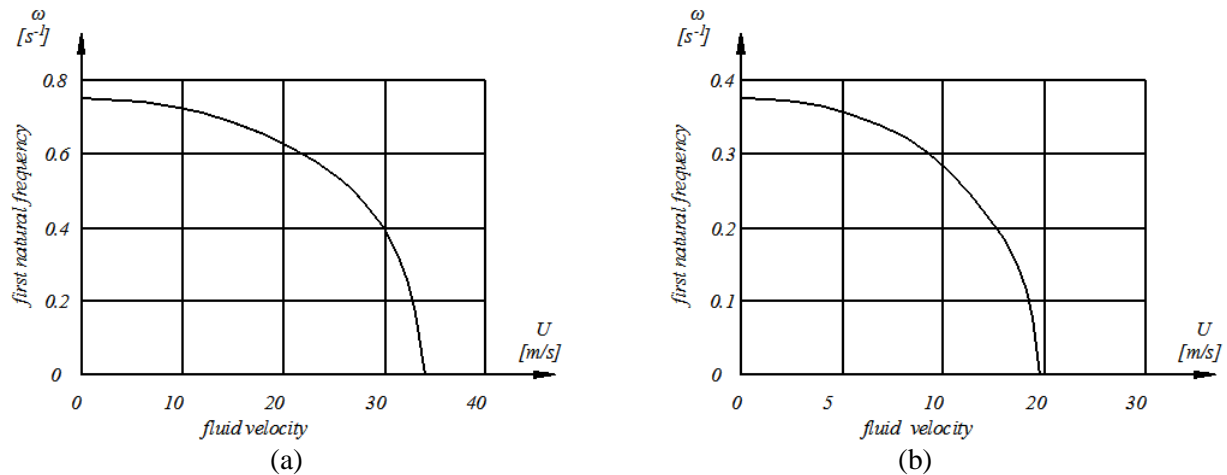 ω
[s⁻¹]
0.8
0.6
0.4
0.2
0
first natural frequency
0 10 20 30 40
fluid velocity
U
[m/s]
(a)
ω
[s⁻¹]
0.4
0.3
0.2
0.1
0
first natural frequency
0 5 10 20 30
fluid velocity
U
[m/s]
(b)